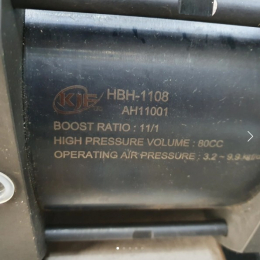 HBH-1108
AH11001
BOOST RATIO : 11/1
HIGH PRESSURE VOLUME : 80CC
OPERATING AIR PRESSURE : 3.2 ~